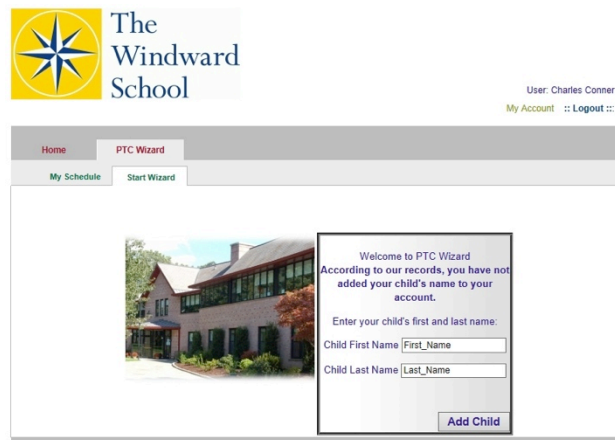 The
Windward
School
User: Charles Conner
My Account :: Logout ::
Home PTC Wizard
My Schedule Start Wizard
Welcome to PTC Wizard
According to our records, you have not
added your child's name to your
account.
Enter your child's first and last name:
Child First Name First_Name
Child Last Name Last_Name
Add Child